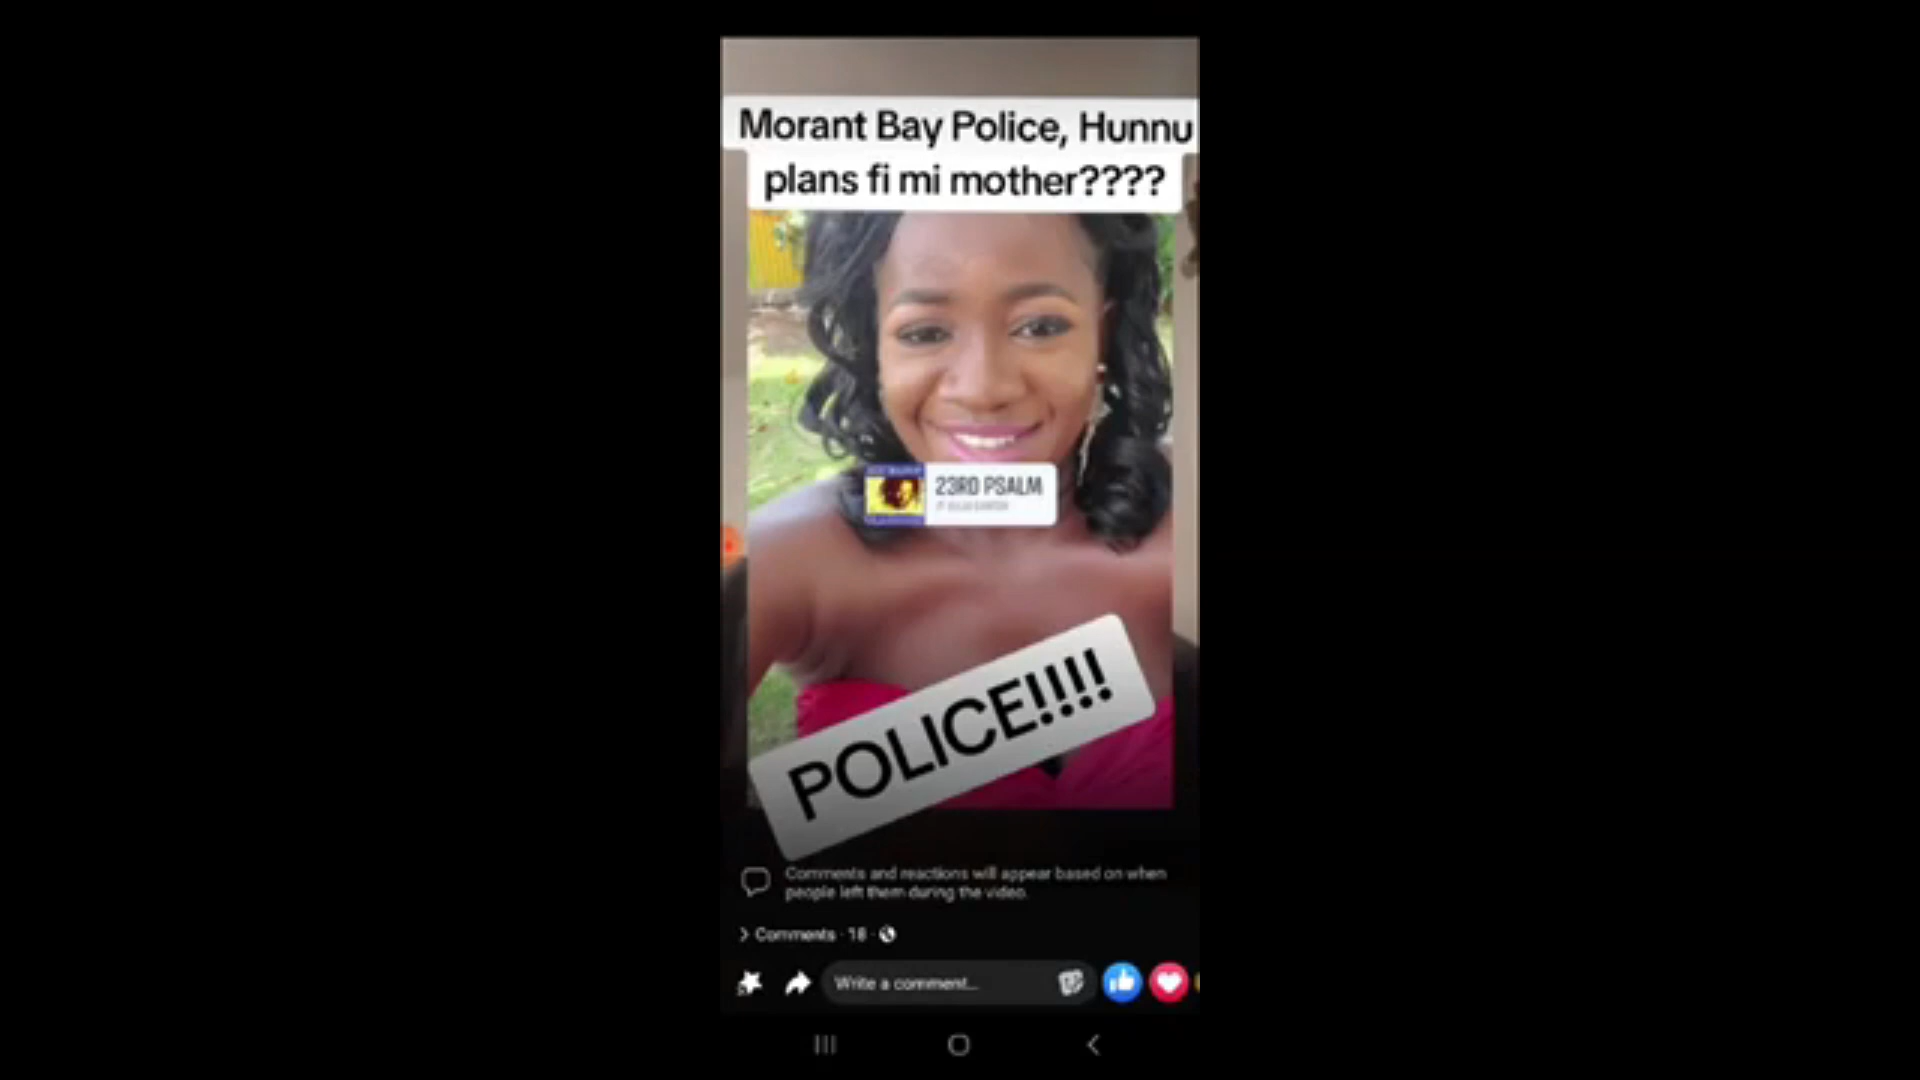 Morant Bay Police, Hunnu
plans fi mi mother????
23RD PSALM
POLICE!!!!
Comments and reactions will appear based on when
people left them during the video.
Comments · 18 ·
Write a comment...